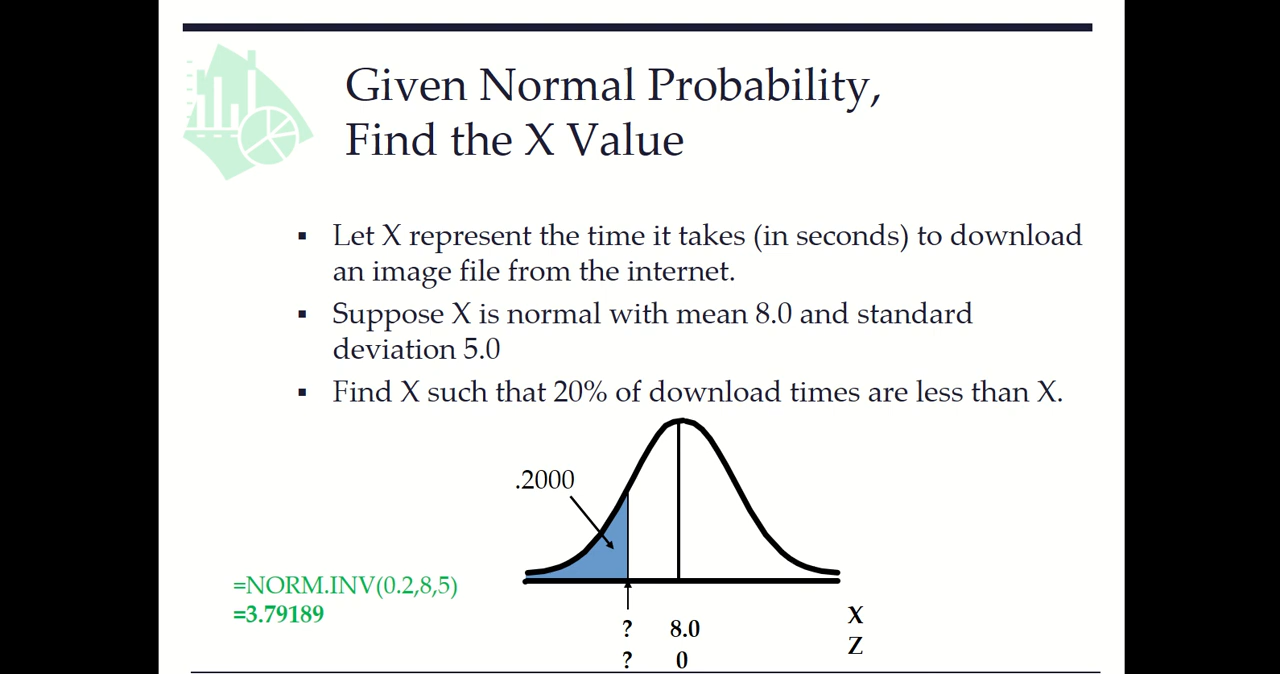 Given Normal Probability,
Find the X Value
▪ Let X represent the time it takes (in seconds) to download
an image file from the internet.
▪ Suppose X is normal with mean 8.0 and standard
deviation 5.0
▪ Find X such that 20% of download times are less than X.
.2000
=NORM.INV(0.2,8,5)
=3.79189
? 8.0 X
? 0 Z